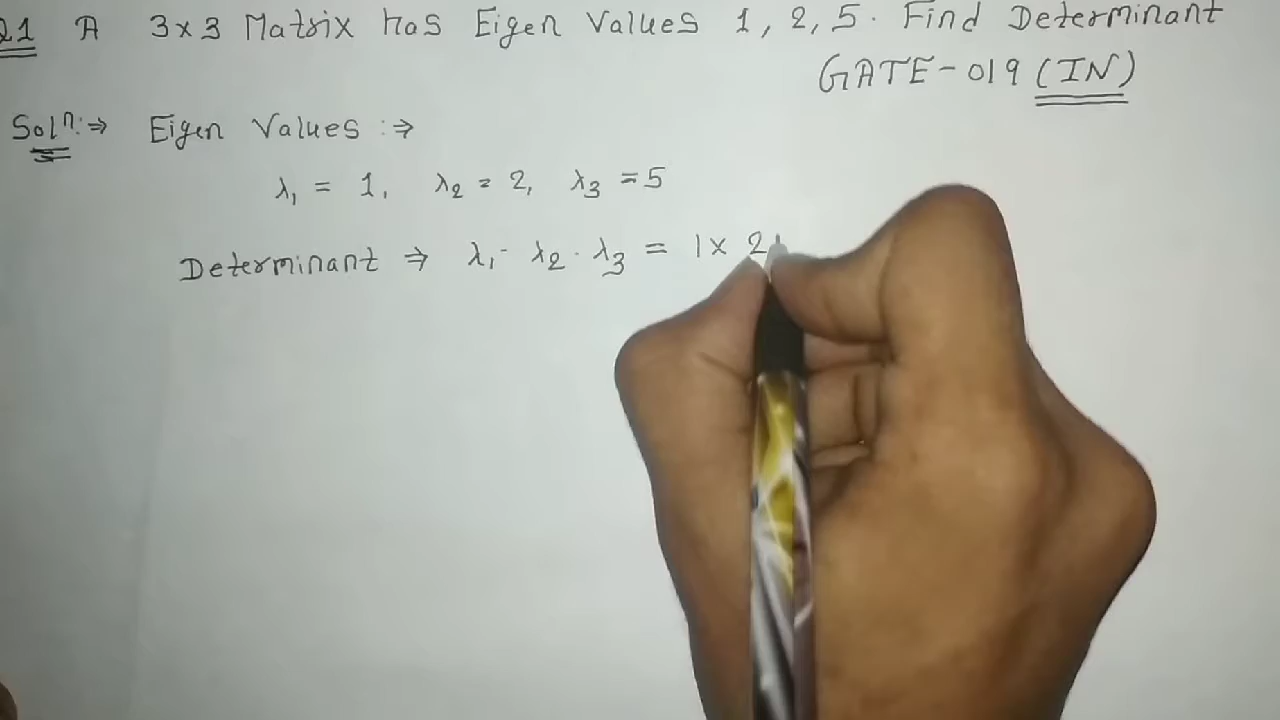 Q1 A 3x3 Matrix has Eigen Values 1, 2, 5. Find Determinant
GATE-019 (IN)
Solⁿ:⇒ Eigen Values :⇒
λ₁ = 1, λ₂ = 2, λ₃ = 5
Determinant ⇒ λ₁ · λ₂ · λ₃ = 1 x 2